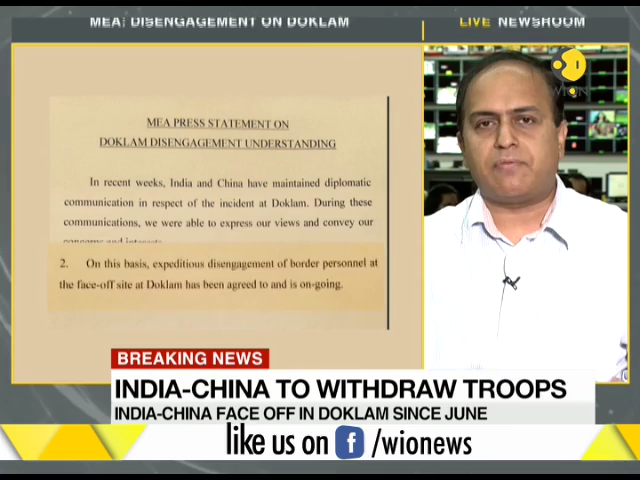 MEA: DISENGAGEMENT ON DOKLAM
LIVE NEWSROOM
WION
MEA PRESS STATEMENT ON
DOKLAM DISENGAGEMENT UNDERSTANDING
In recent weeks, India and China have maintained diplomatic
communication in respect of the incident at Doklam. During these
communications, we were able to express our views and convey our
concerns and interests.
2. On this basis, expeditious disengagement of border personnel at
the face-off site at Doklam has been agreed to and is on-going.
BREAKING NEWS
INDIA-CHINA TO WITHDRAW TROOPS
INDIA-CHINA FACE OFF IN DOKLAM SINCE JUNE
like us on f /wionews